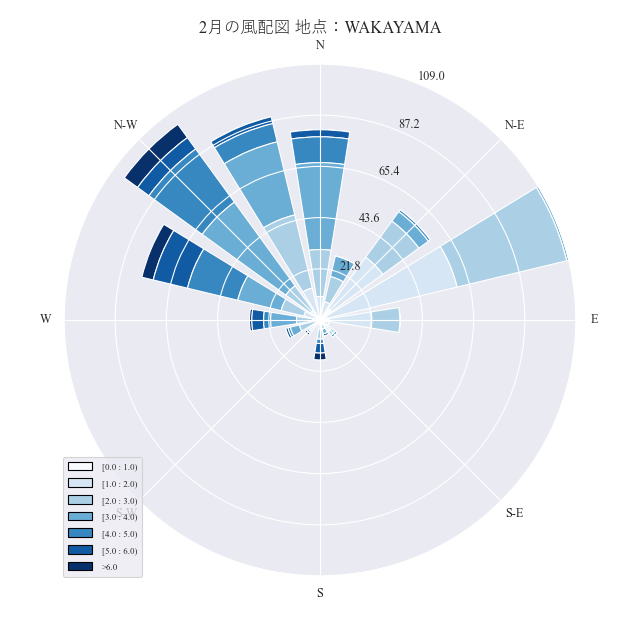 2月の風配図 地点：WAKAYAMA
N
109.0
N-W
87.2
N-E
65.4
43.6
21.8
W
E
[0.0 : 1.0)
[1.0 : 2.0)
[2.0 : 3.0)
S-W
[3.0 : 4.0)
S-E
[4.0 : 5.0)
[5.0 : 6.0)
>6.0
S